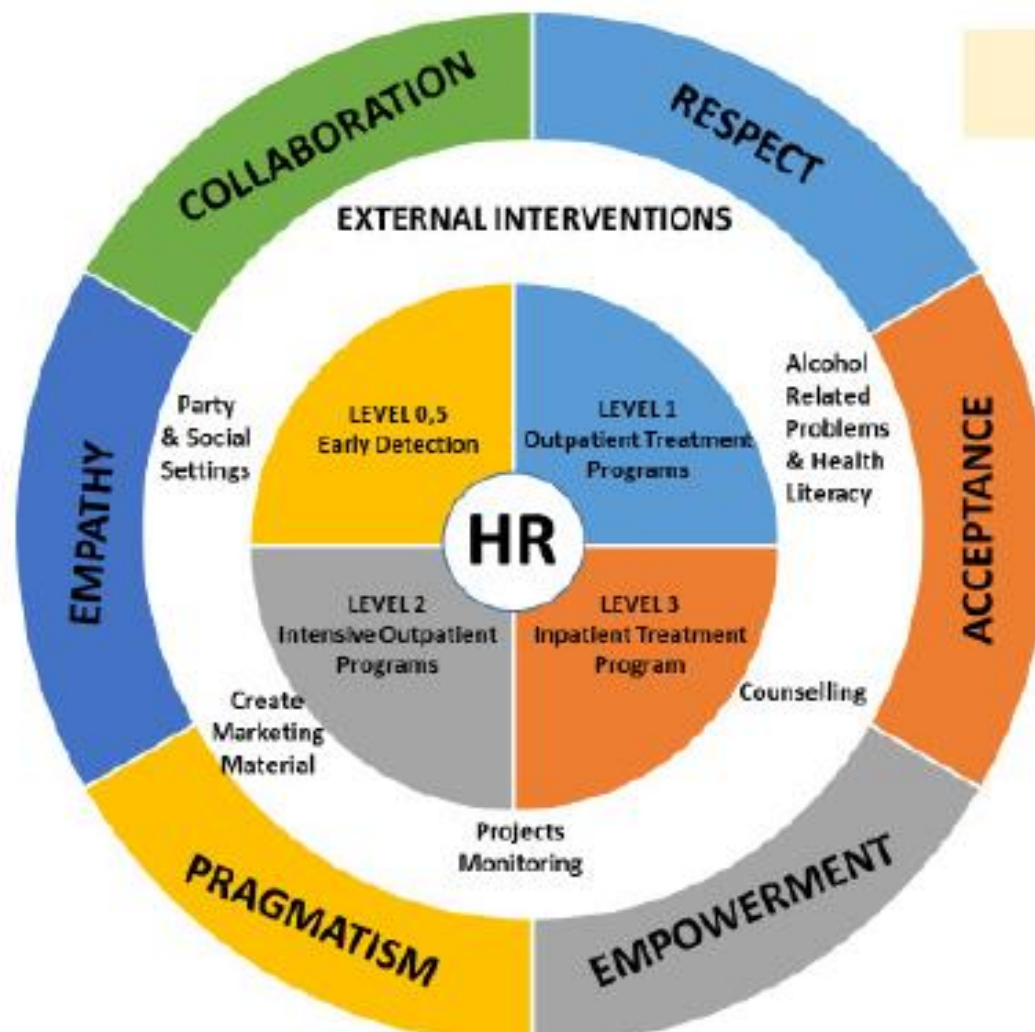 COLLABORATION
RESPECT
EXTERNAL INTERVENTIONS
Party
& Social
Settings
LEVEL 0,5
Early Detection
LEVEL 1
Outpatient Treatment
Programs
Alcohol
Related
Problems
& Health
Literacy
EMPATHY
HR
ACCEPTANCE
LEVEL 2
Intensive Outpatient
Programs
LEVEL 3
Inpatient Treatment
Program
Create
Marketing
Material
Counselling
Projects
Monitoring
PRAGMATISM
EMPOWERMENT